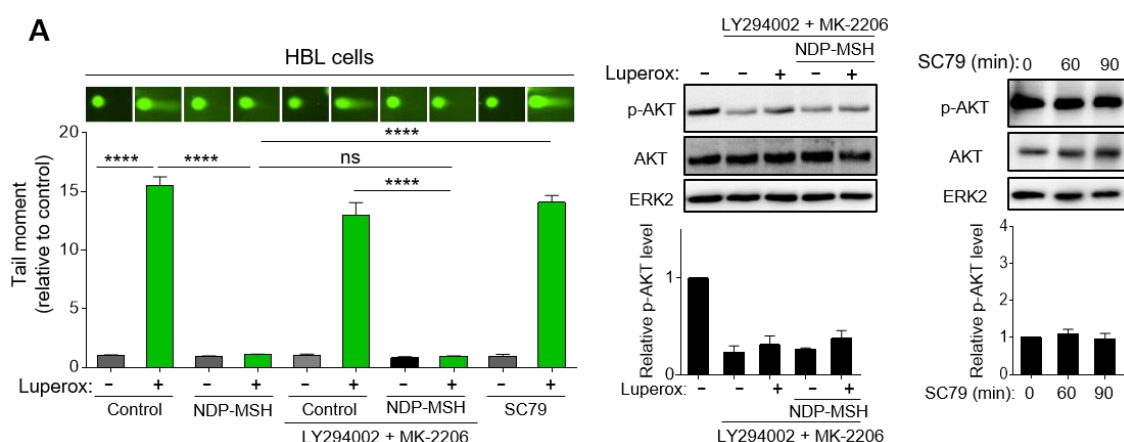 A
HBL cells
20
15
10
5
0
Tail moment
(relative to control)
****
****
****
ns
****
Luperox: – + – + – + – + – +
Control NDP-MSH Control NDP-MSH SC79
LY294002 + MK-2206
LY294002 + MK-2206
NDP-MSH
Luperox: – – + – +
p-AKT
AKT
ERK2
Relative p-AKT level
1
0
Luperox: – – + – +
NDP-MSH
LY294002 + MK-2206
SC79 (min): 0 60 90
p-AKT
AKT
ERK2
Relative p-AKT level
4
3
2
1
0
SC79 (min): 0 60 90